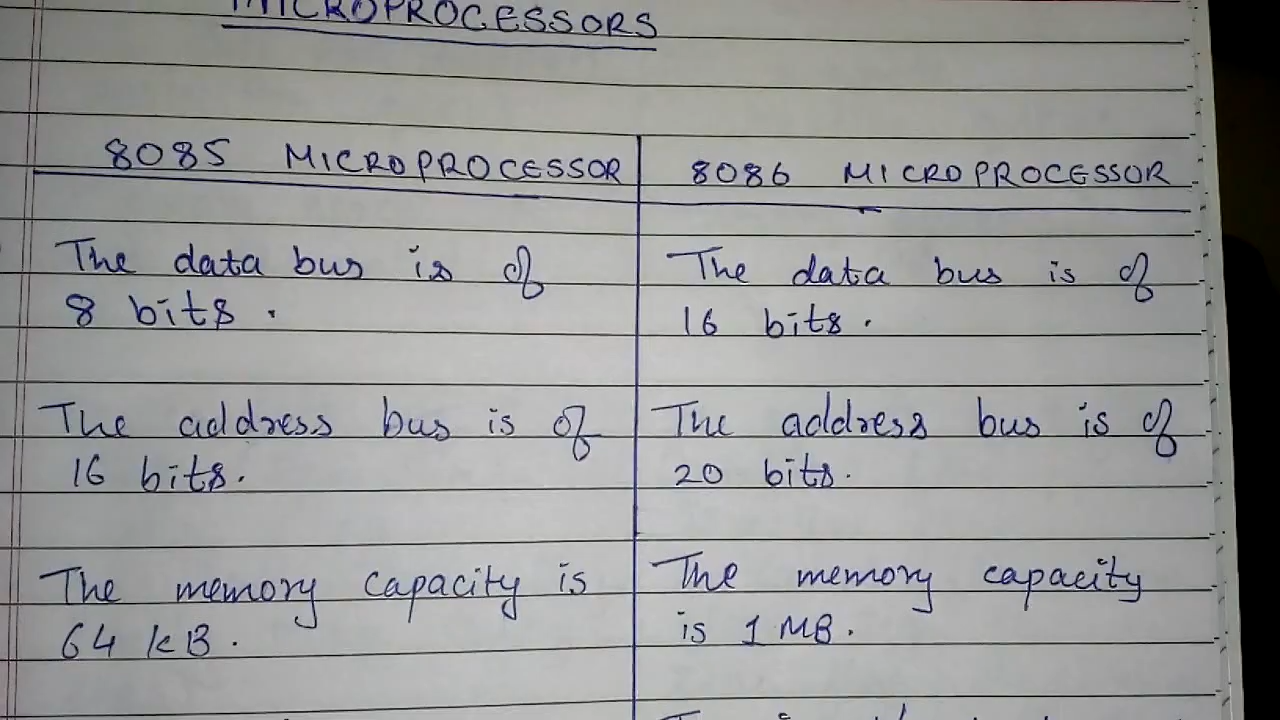 MICROPROCESSORS
8085 MICROPROCESSOR
The data bus is of
8 bits.
The address bus is of
16 bits.
The memory capacity is
64 kB.
8086 MICROPROCESSOR
The data bus is of
16 bits.
The address bus is of
20 bits.
The memory capacity
is 1 MB.